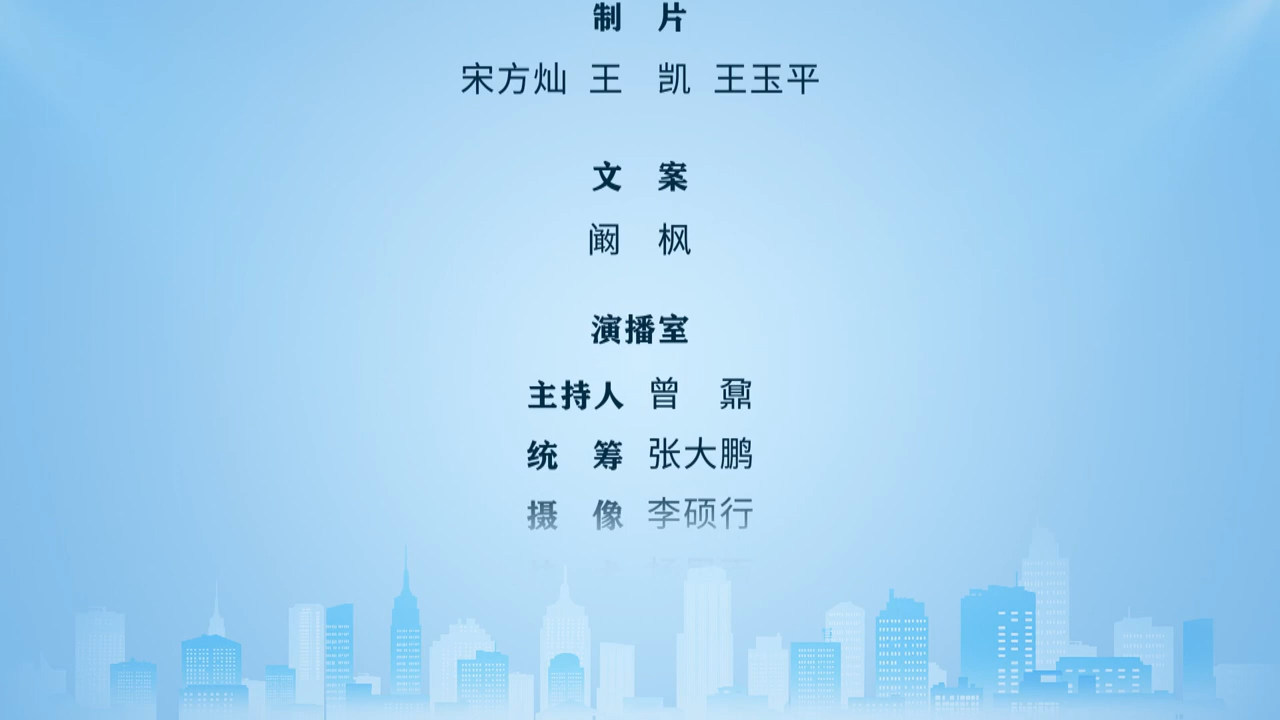 制 片
宋方灿 王 凯 王玉平
文 案
阚 枫
演播室
主持人 曾 鼐
统 筹 张大鹏
摄 像 李硕行